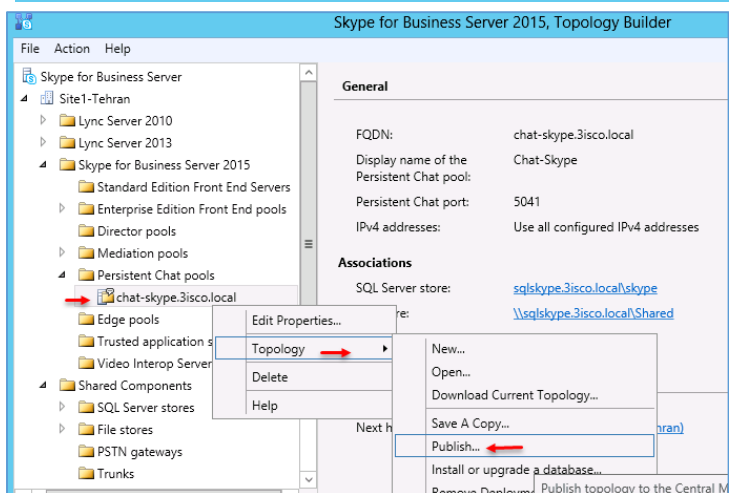 Skype for Business Server 2015, Topology Builder
File Action Help
Skype for Business Server
Site1-Tehran
Lync Server 2010
Lync Server 2013
Skype for Business Server 2015
Standard Edition Front End Servers
Enterprise Edition Front End pools
Director pools
Mediation pools
Persistent Chat pools
chat-skype.3isco.local
Edge pools
Trusted application s
Video Interop Server
Shared Components
SQL Server stores
File stores
PSTN gateways
Trunks
General
FQDN: chat-skype.3isco.local
Display name of the Chat-Skype
Persistent Chat pool:
Persistent Chat port: 5041
IPv4 addresses: Use all configured IPv4 addresses
Associations
SQL Server store: sqlskype.3isco.local\skype
re: \\sqlskype.3isco.local\Shared
Next h ran)
Edit Properties...
Topology
Delete
Help
New...
Open...
Download Current Topology...
Save A Copy...
Publish...
Install or upgrade a database...
Remove Deployme
Publish topology to the Central M